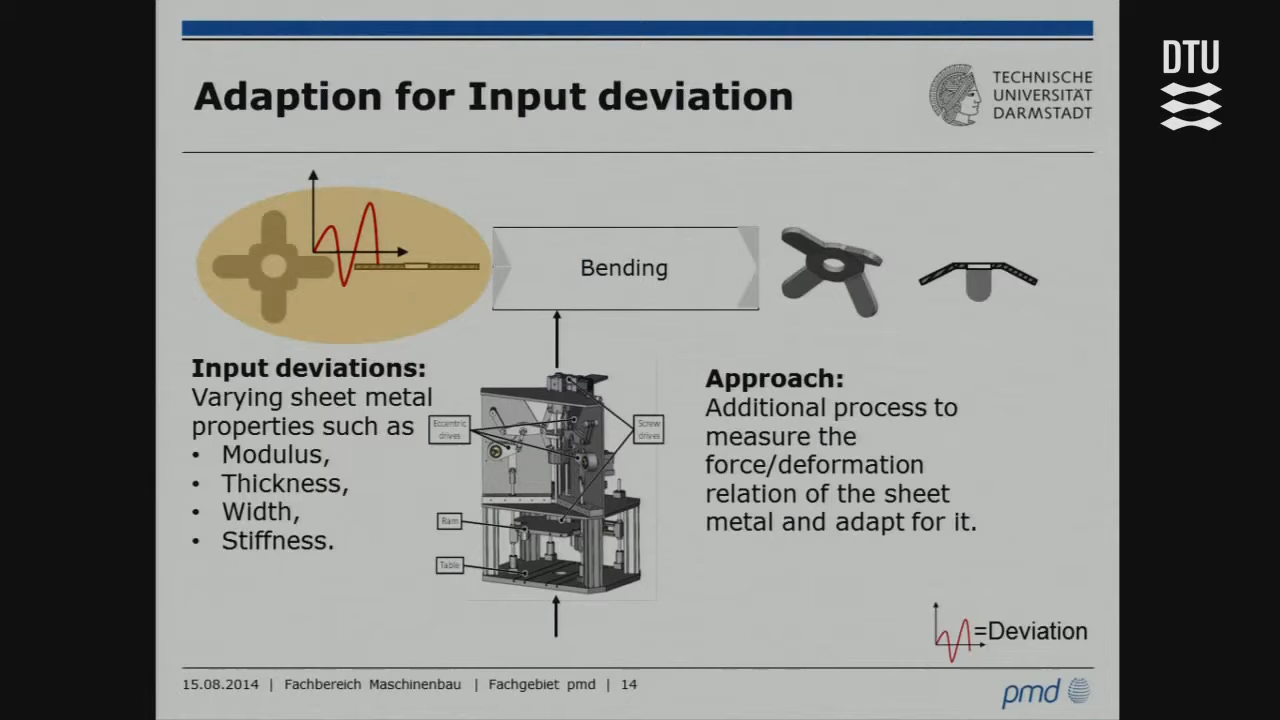 DTU
Adaption for Input deviation
TECHNISCHE
UNIVERSITÄT
DARMSTADT
Bending
Input deviations:
Varying sheet metal
properties such as
• Modulus,
• Thickness,
• Width,
• Stiffness.
Eccentric
drives
Screw
drives
Ram
Table
Approach:
Additional process to
measure the
force/deformation
relation of the sheet
metal and adapt for it.
=Deviation
15.08.2014 | Fachbereich Maschinenbau | Fachgebiet pmd | 14
pmd